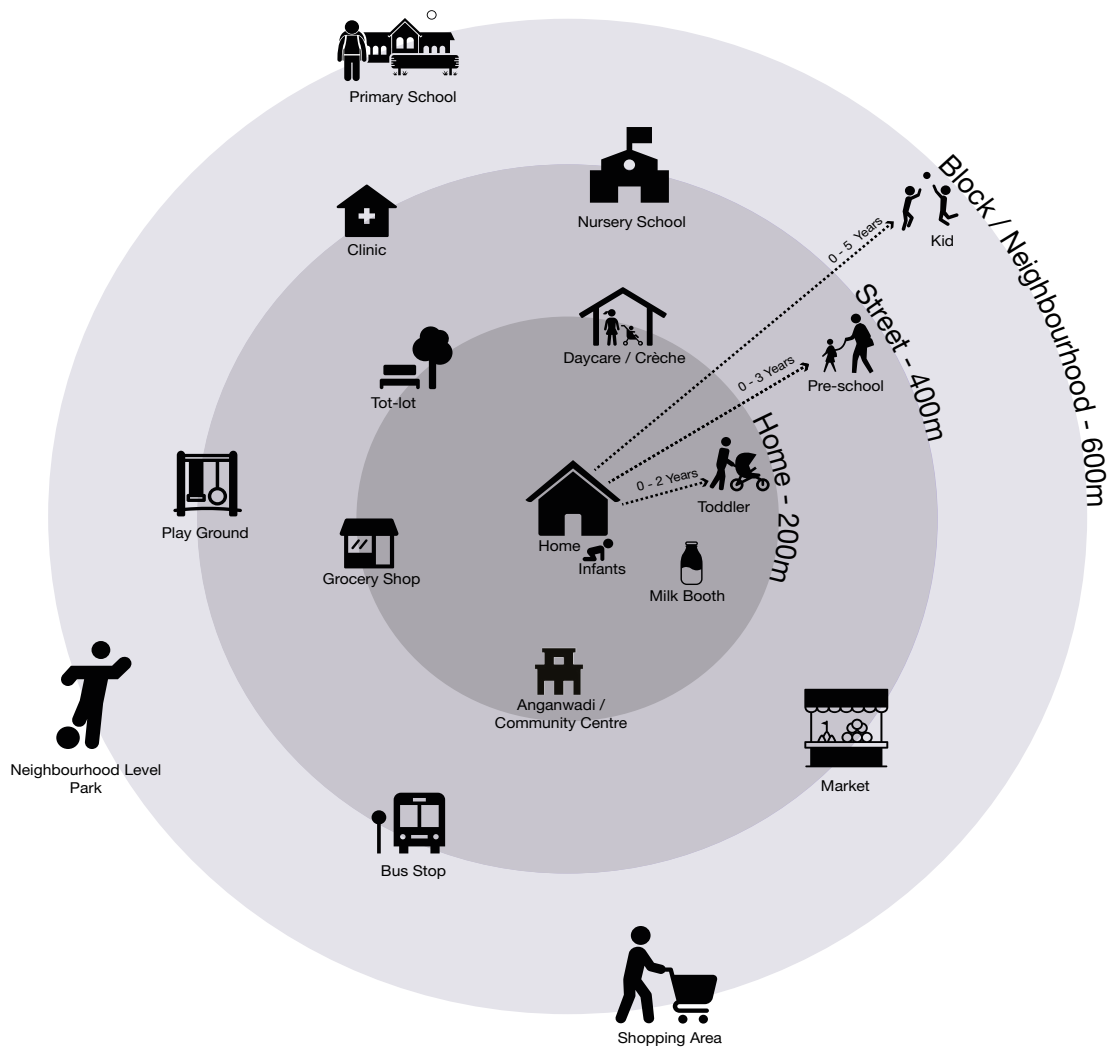 Primary School
Nursery School
Clinic
Block / Neighbourhood - 600m
Kid
0 - 5 Years
Street - 400m
Daycare / Crèche
0 - 3 Years
Pre-school
Tot-lot
Home - 200m
0 - 2 Years
Toddler
Play Ground
Home
Infants
Grocery Shop
Milk Booth
Anganwadi /
Community Centre
Neighbourhood Level
Park
Market
Bus Stop
Shopping Area